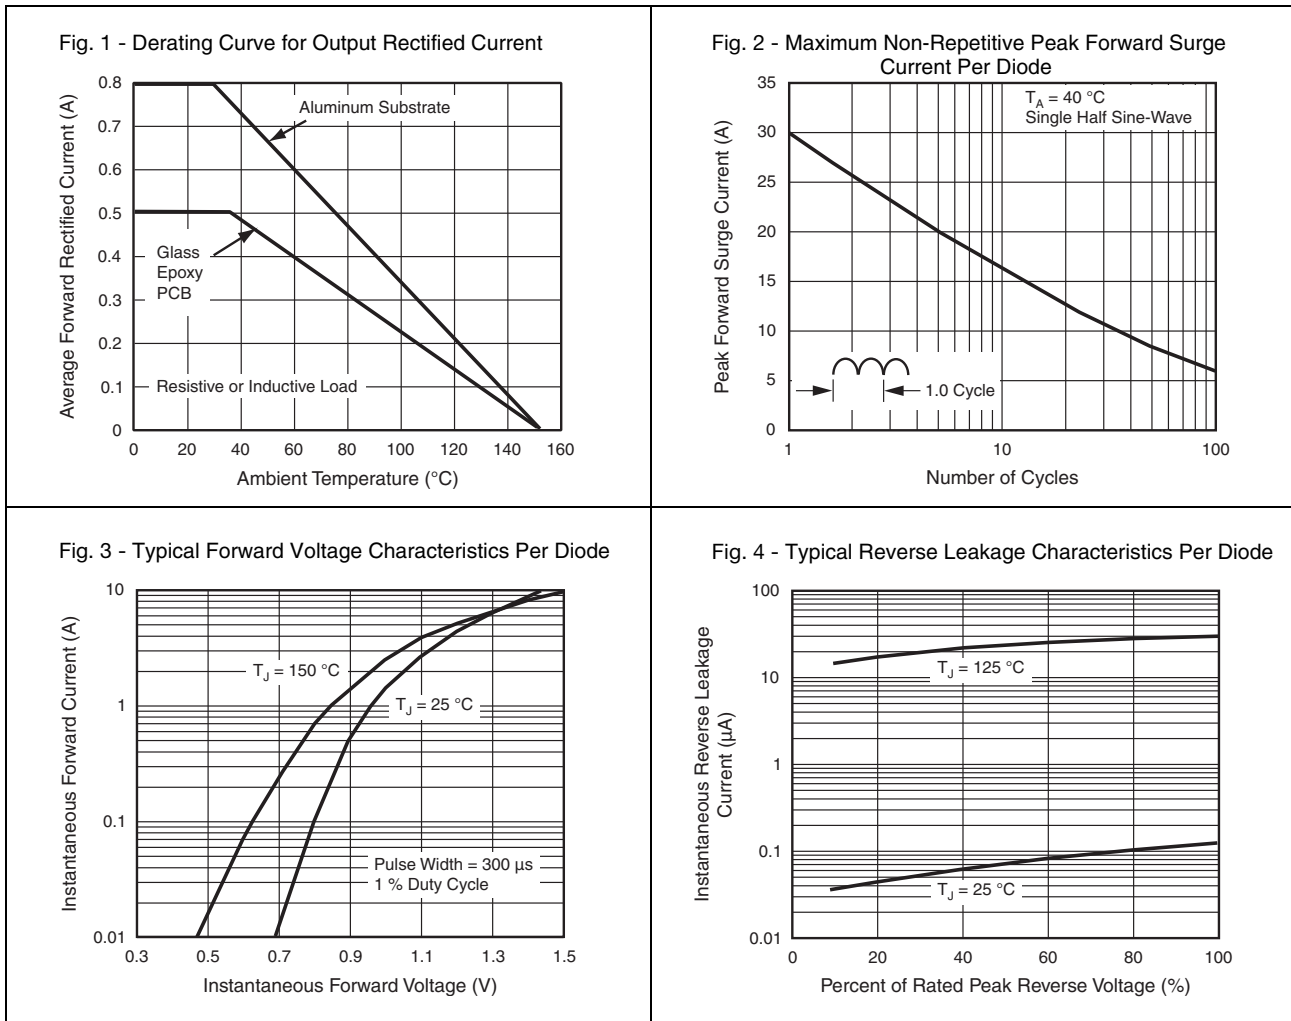 Fig. 1 - Derating Curve for Output Rectified Current
Average Forward Rectified Current (A)
0.8
0.7
0.6
0.5
0.4
0.3
0.2
0.1
0
Aluminum Substrate
Glass
Epoxy
PCB
Resistive or Inductive Load
0 20 40 60 80 100 120 140 160
Ambient Temperature (°C)
Fig. 2 - Maximum Non-Repetitive Peak Forward Surge
Current Per Diode
Peak Forward Surge Current (A)
35
30
25
20
15
10
5
0
T_A = 40 °C
Single Half Sine-Wave
1.0 Cycle
1 10 100
Number of Cycles
Fig. 3 - Typical Forward Voltage Characteristics Per Diode
Instantaneous Forward Current (A)
10
1
0.1
0.01
T_J = 150 °C
T_J = 25 °C
Pulse Width = 300 µs
1 % Duty Cycle
0.3 0.5 0.7 0.9 1.1 1.3 1.5
Instantaneous Forward Voltage (V)
Fig. 4 - Typical Reverse Leakage Characteristics Per Diode
Instantaneous Reverse Leakage
Current (µA)
100
10
1
0.1
0.01
T_J = 125 °C
T_J = 25 °C
0 20 40 60 80 100
Percent of Rated Peak Reverse Voltage (%)